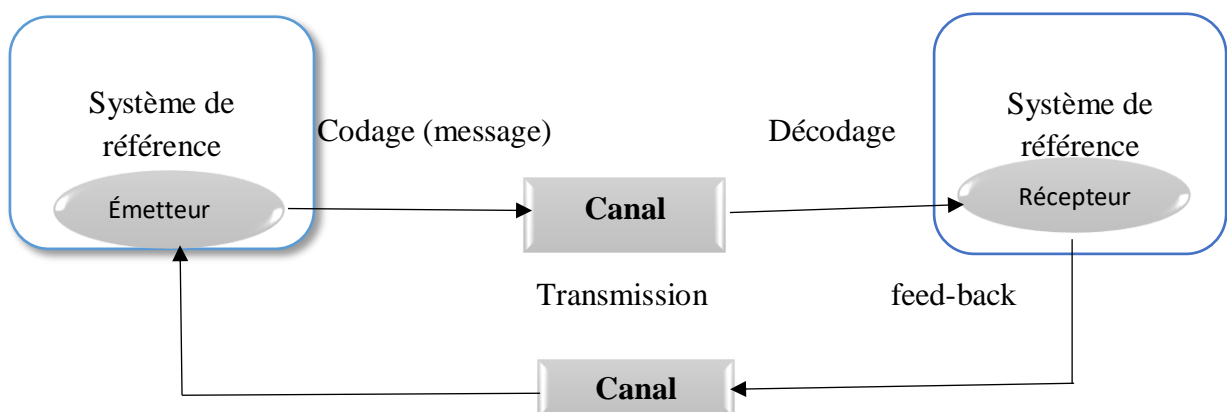 Système de
référence
Émetteur
Codage (message)
Canal
Décodage
Système de
référence
Récepteur
Transmission
feed-back
Canal